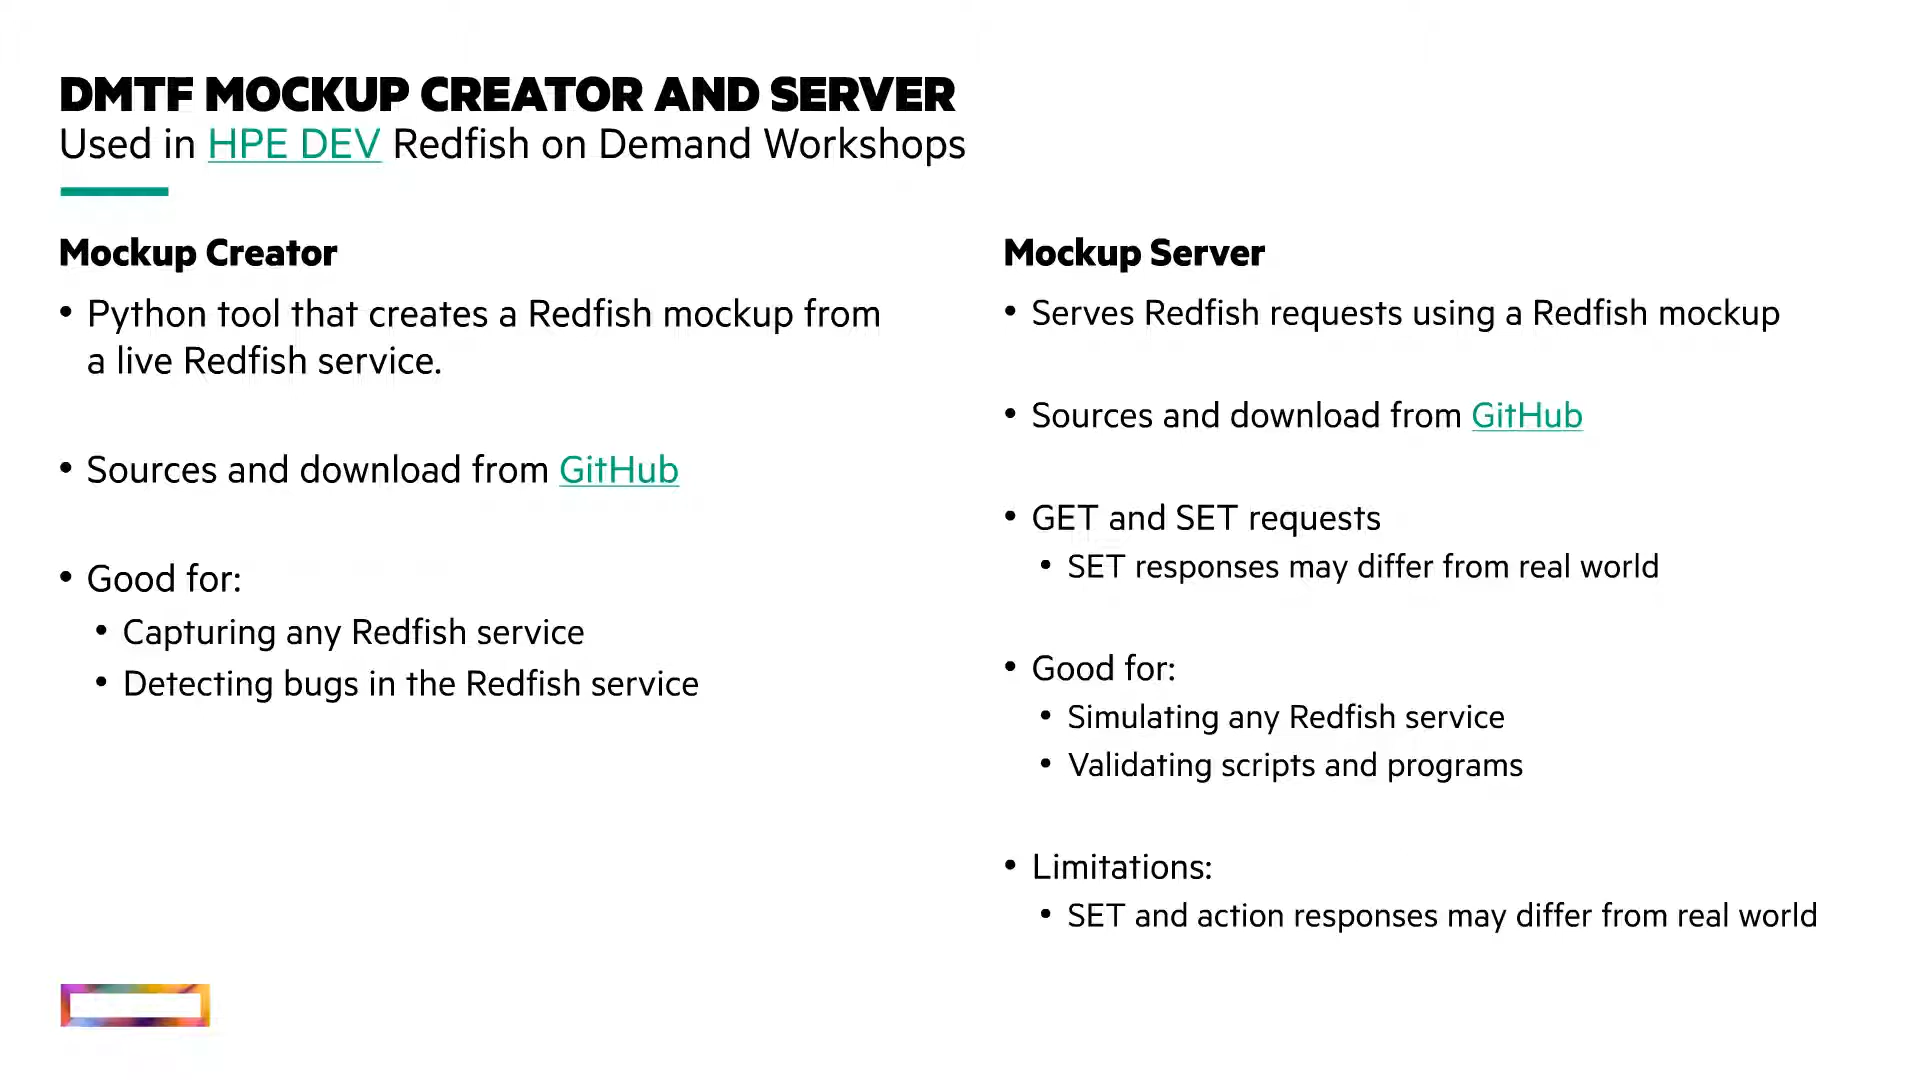 DMTF MOCKUP CREATOR AND SERVER
Used in HPE DEV Redfish on Demand Workshops
Mockup Creator
• Python tool that creates a Redfish mockup from
a live Redfish service.
• Sources and download from GitHub
• Good for:
• Capturing any Redfish service
• Detecting bugs in the Redfish service
Mockup Server
• Serves Redfish requests using a Redfish mockup
• Sources and download from GitHub
• GET and SET requests
• SET responses may differ from real world
• Good for:
• Simulating any Redfish service
• Validating scripts and programs
• Limitations:
• SET and action responses may differ from real world